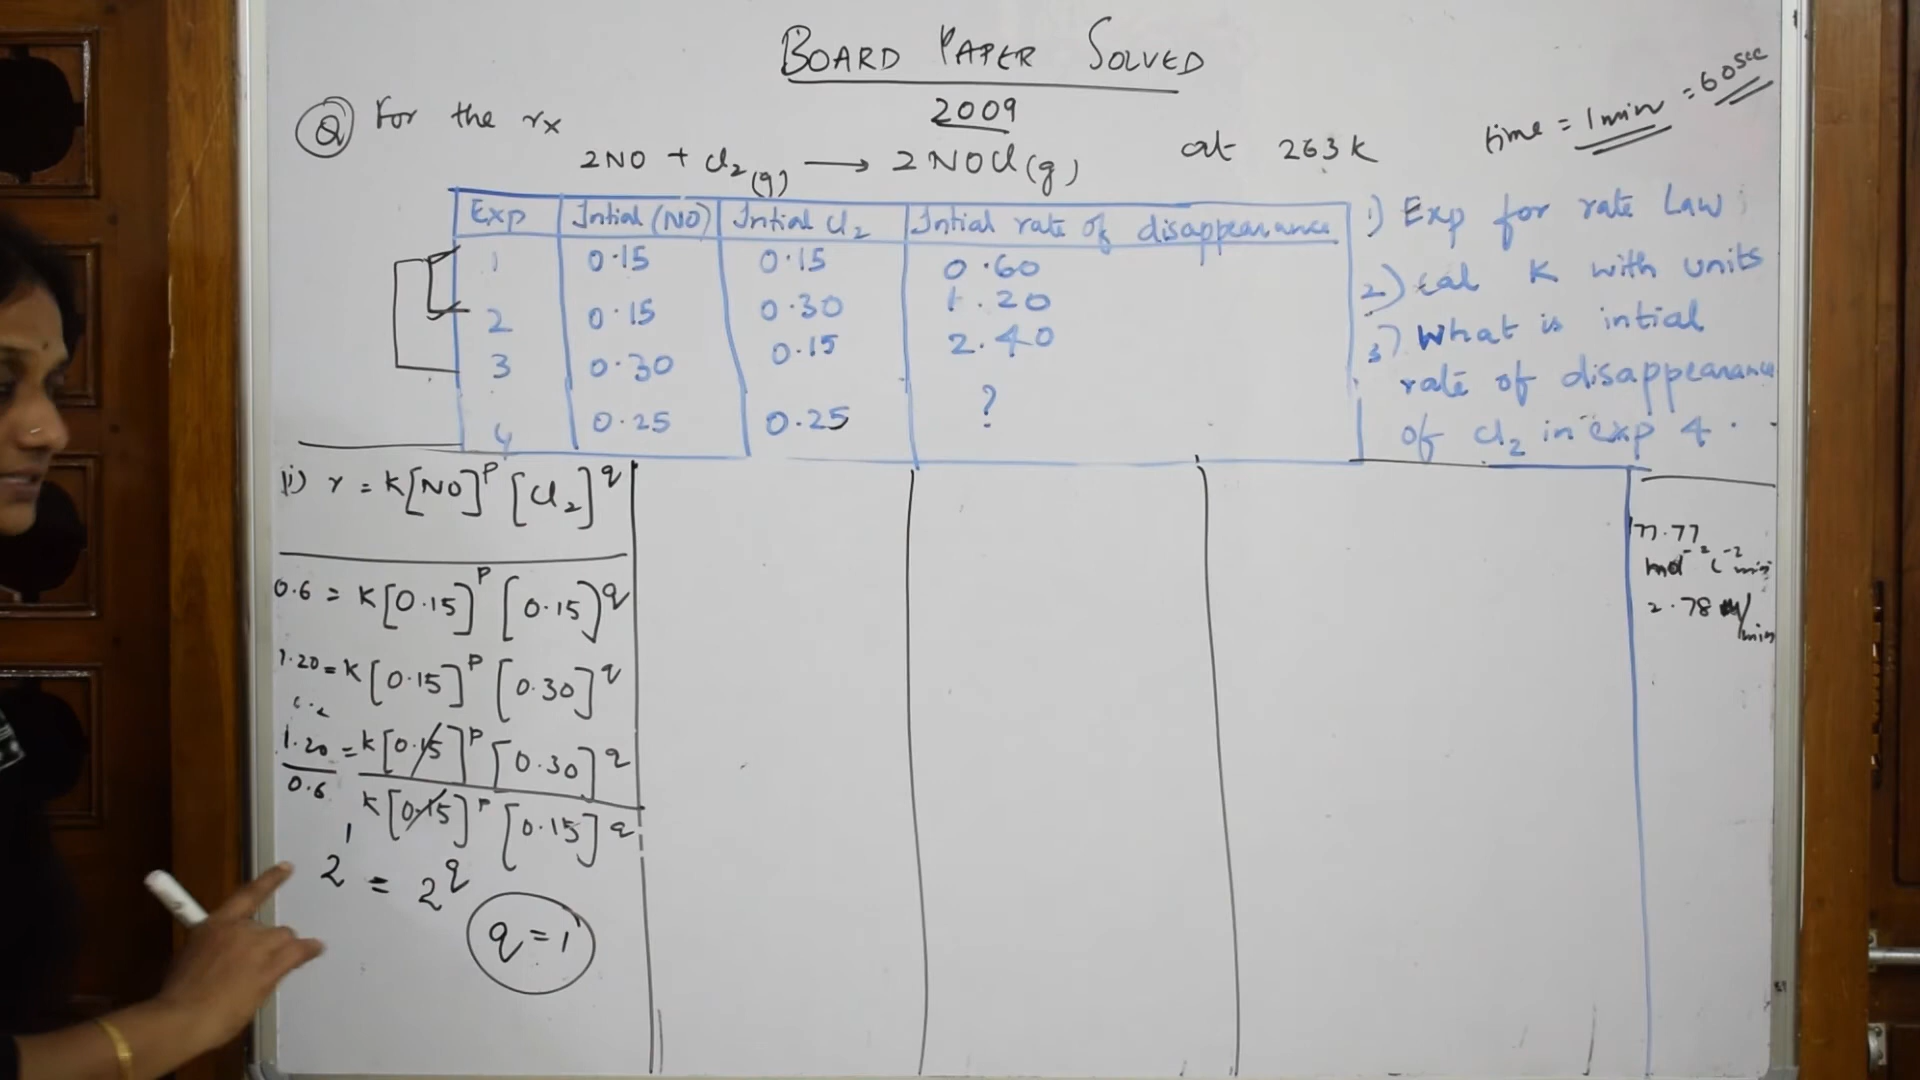 BOARD PAPER SOLVED
2009
Q For the rx
2NO + Cl2(g) → 2NOCl(g) at 263K
time = 1min = 60sec
Exp Intial (NO) Intial Cl2 Intial rate of disappearance
1 0.15 0.15 0.60
2 0.15 0.30 1.20
3 0.30 0.15 2.40
4 0.25 0.25 ?
1) Exp for rate Law
2) cal K with units
3) What is intial
rate of disappearance
of Cl2 in exp 4.
i) r = K[NO]^p [Cl2]^q
0.6 = K[0.15]^p [0.15)^q
1.20 = K[0.15]^p [0.30]^q
1.20 = K[0.15]^p [0.30]^q
0.6 K[0.15]^p [0.15]^q
2^1 = 2^q
q = 1
177.77
mol^-2 L^-2 min
2.78 /min